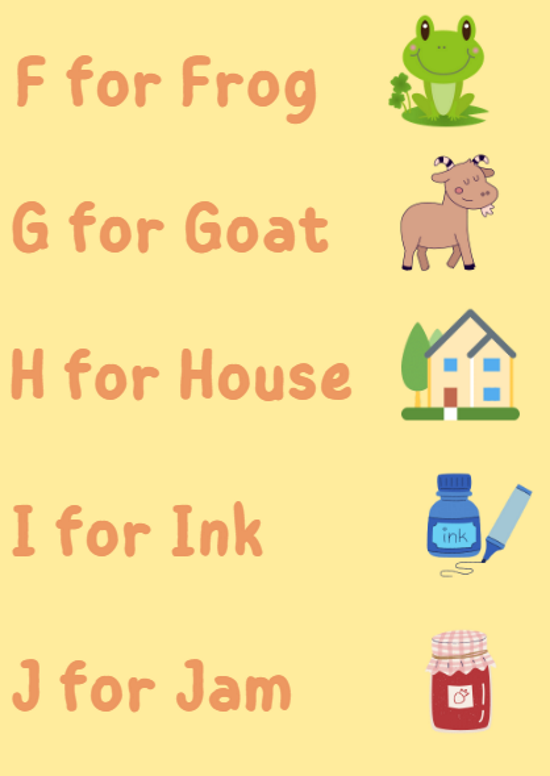 F for Frog
G for Goat
H for House
I for Ink
ink
J for Jam